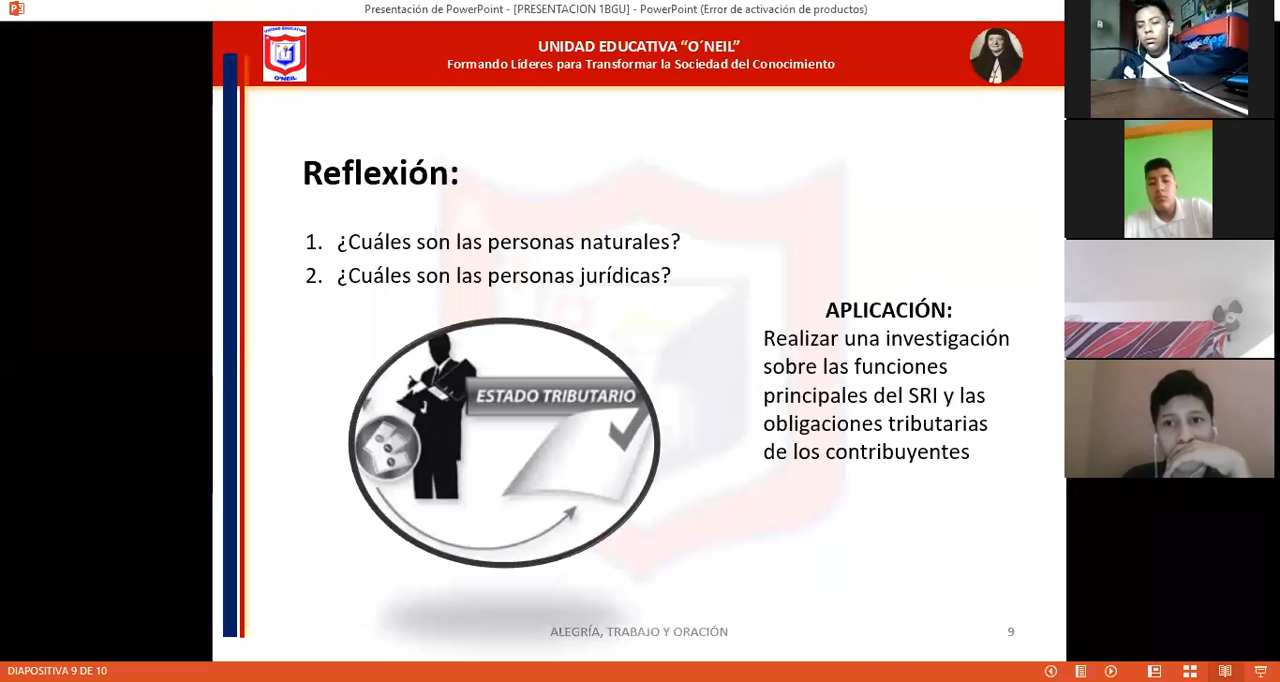 Presentación de PowerPoint - [PRESENTACION 1BGU] - PowerPoint (Error de activación de productos)
UNIDAD EDUCATIVA
O´NEIL
UNIDAD EDUCATIVA “O´NEIL”
Formando Líderes para Transformar la Sociedad del Conocimiento
Reflexión:
1. ¿Cuáles son las personas naturales?
2. ¿Cuáles son las personas jurídicas?
ESTADO TRIBUTARIO
APLICACIÓN:
Realizar una investigación
sobre las funciones
principales del SRI y las
obligaciones tributarias
de los contribuyentes
ALEGRÍA, TRABAJO Y ORACIÓN
9
DIAPOSITIVA 9 DE 10